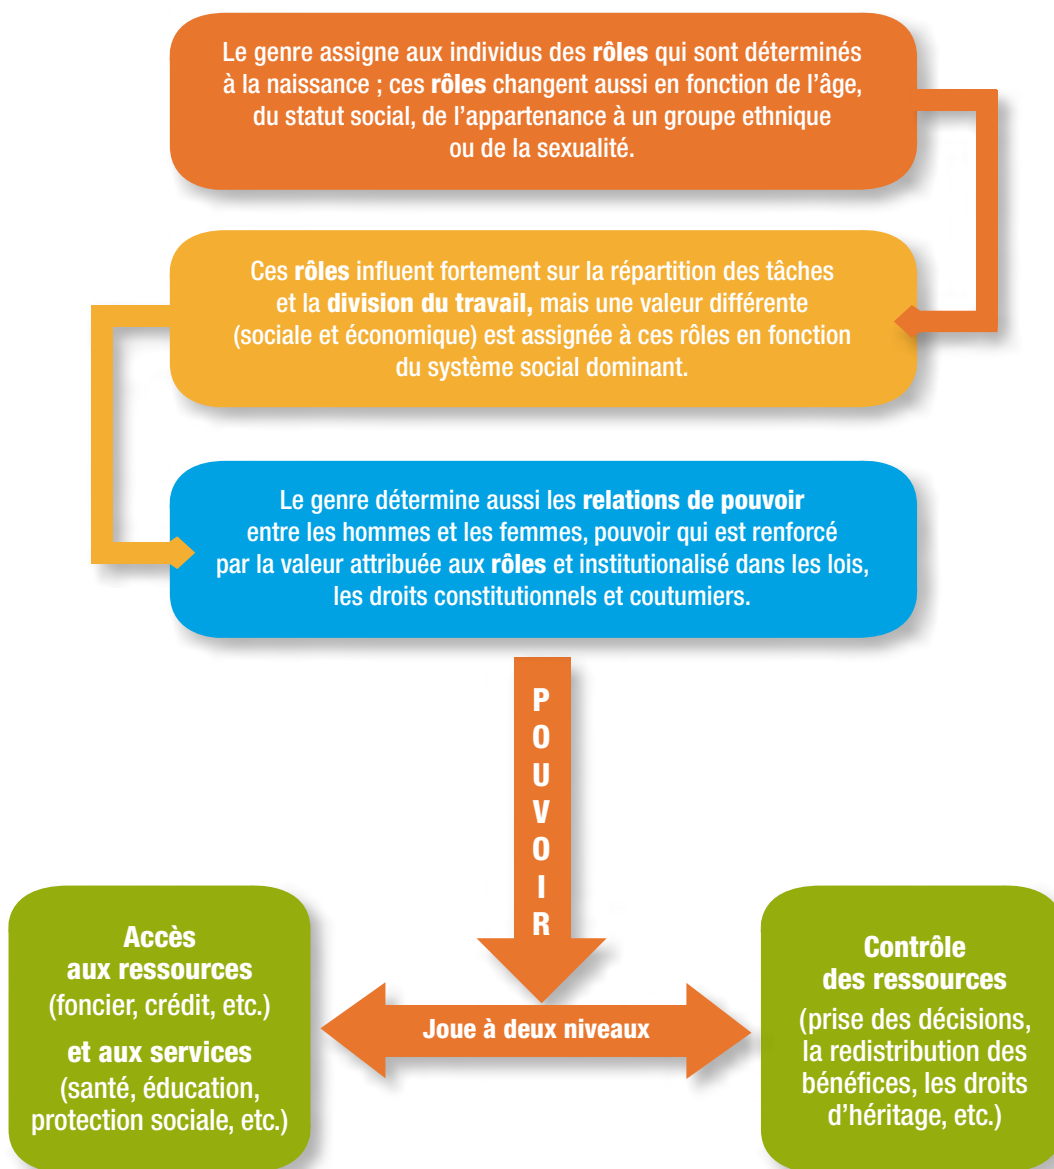 Le genre assigne aux individus des rôles qui sont déterminés
à la naissance ; ces rôles changent aussi en fonction de l’âge,
du statut social, de l’appartenance à un groupe ethnique
ou de la sexualité.
Ces rôles influent fortement sur la répartition des tâches
et la division du travail, mais une valeur différente
(sociale et économique) est assignée à ces rôles en fonction
du système social dominant.
Le genre détermine aussi les relations de pouvoir
entre les hommes et les femmes, pouvoir qui est renforcé
par la valeur attribuée aux rôles et institutionalisé dans les lois,
les droits constitutionnels et coutumiers.
POUVOIR
Joue à deux niveaux
Accès
aux ressources
(foncier, crédit, etc.)
et aux services
(santé, éducation,
protection sociale, etc.)
Contrôle
des ressources
(prise des décisions,
la redistribution des
bénéfices, les droits
d’héritage, etc.)